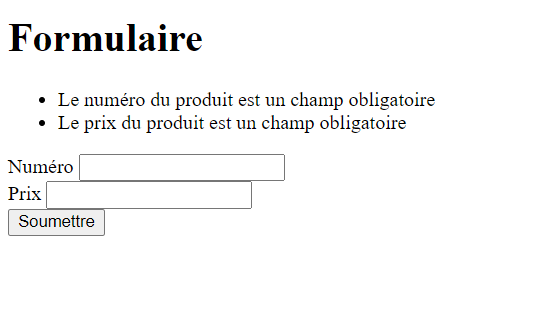 Formulaire
Le numéro du produit est un champ obligatoire
Le prix du produit est un champ obligatoire
Numéro
Prix
Soumettre